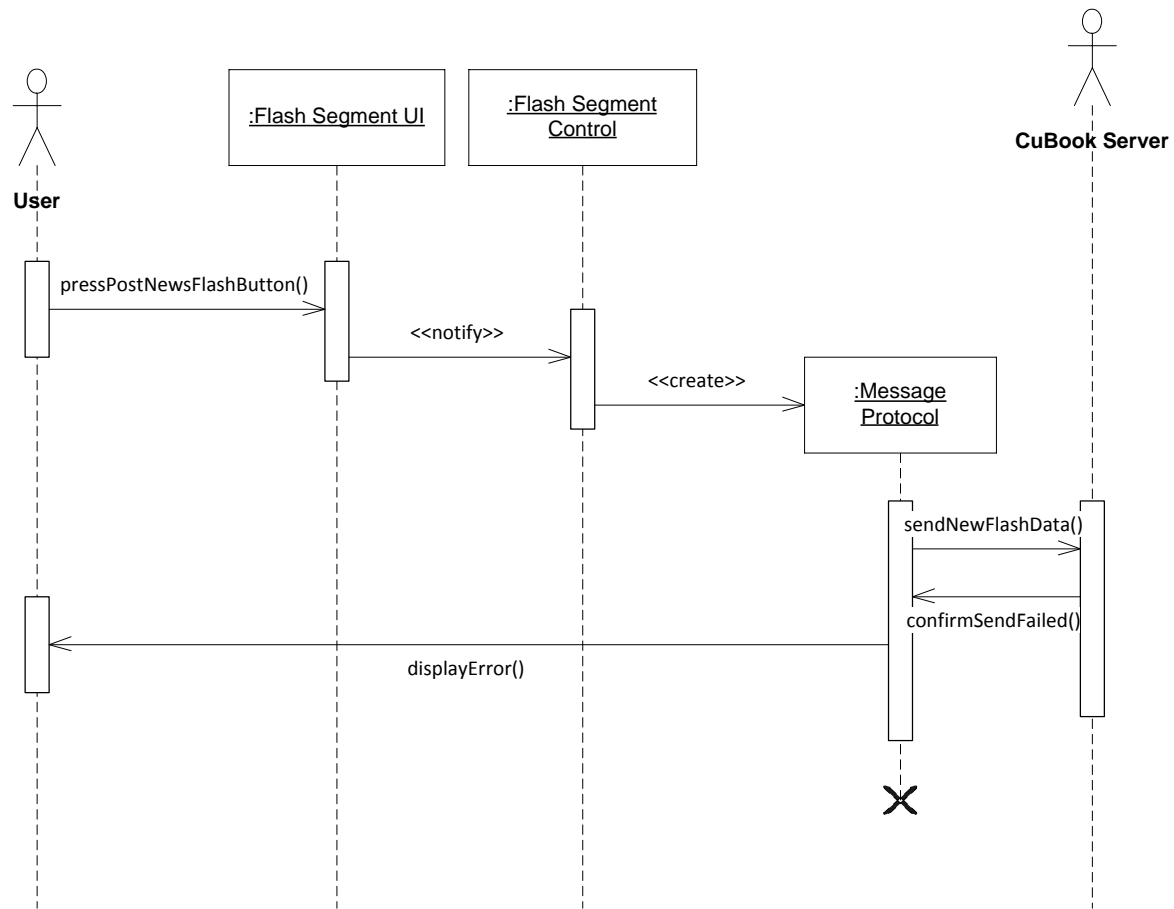 :Flash Segment UI
:Flash Segment
Control
CuBook Server
User
pressPostNewsFlashButton()
<<notify>>
<<create>>
:Message
Protocol
sendNewFlashData()
confirmSendFailed()
displayError()